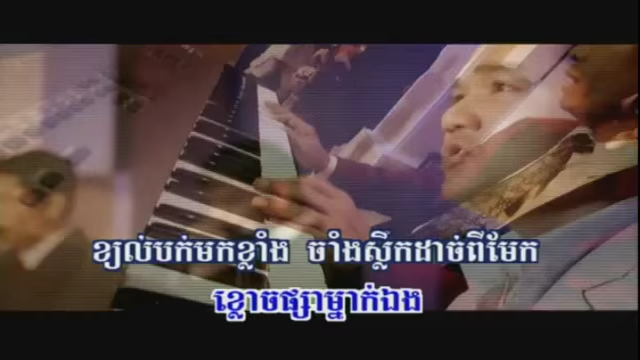 ខ្យល់បក់មកខ្លាំង ចាំងស្លឹកដាច់ពីមែក
ខ្លោចផ្សាម្នាក់ឯង